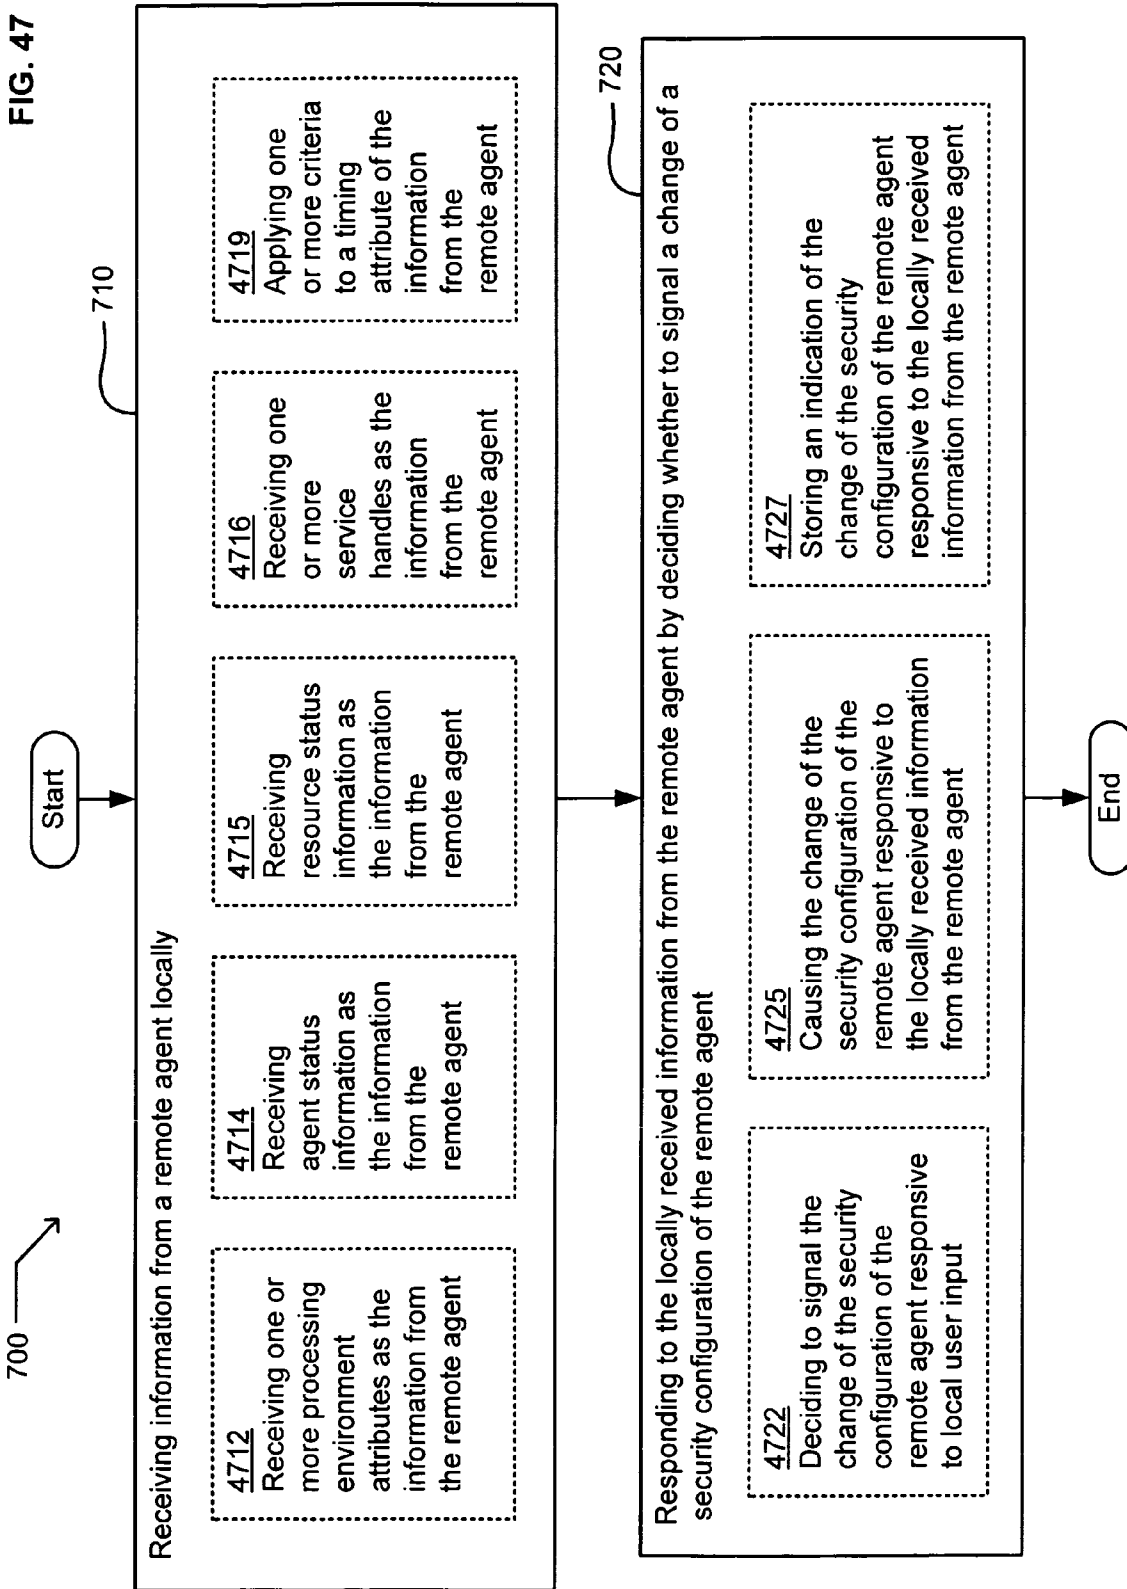 FIG. 47
700
Start
710
Receiving information from a remote agent locally
4712
Receiving one or
more processing
environment
attributes as the
information from
the remote agent
4714
Receiving
agent status
information as
the information
from the
remote agent
4715
Receiving
resource status
information as
the information
from the
remote agent
4716
Receiving one
or more
service
handles as the
information
from the
remote agent
4719
Applying one
or more criteria
to a timing
attribute of the
information
from the
remote agent
720
Responding to the locally received information from the remote agent by deciding whether to signal a change of a
security configuration of the remote agent
4722
Deciding to signal the
change of the security
configuration of the
remote agent responsive
to local user input
4725
Causing the change of the
security configuration of the
remote agent responsive to
the locally received information
from the remote agent
4727
Storing an indication of the
change of the security
configuration of the remote agent
responsive to the locally received
information from the remote agent
End